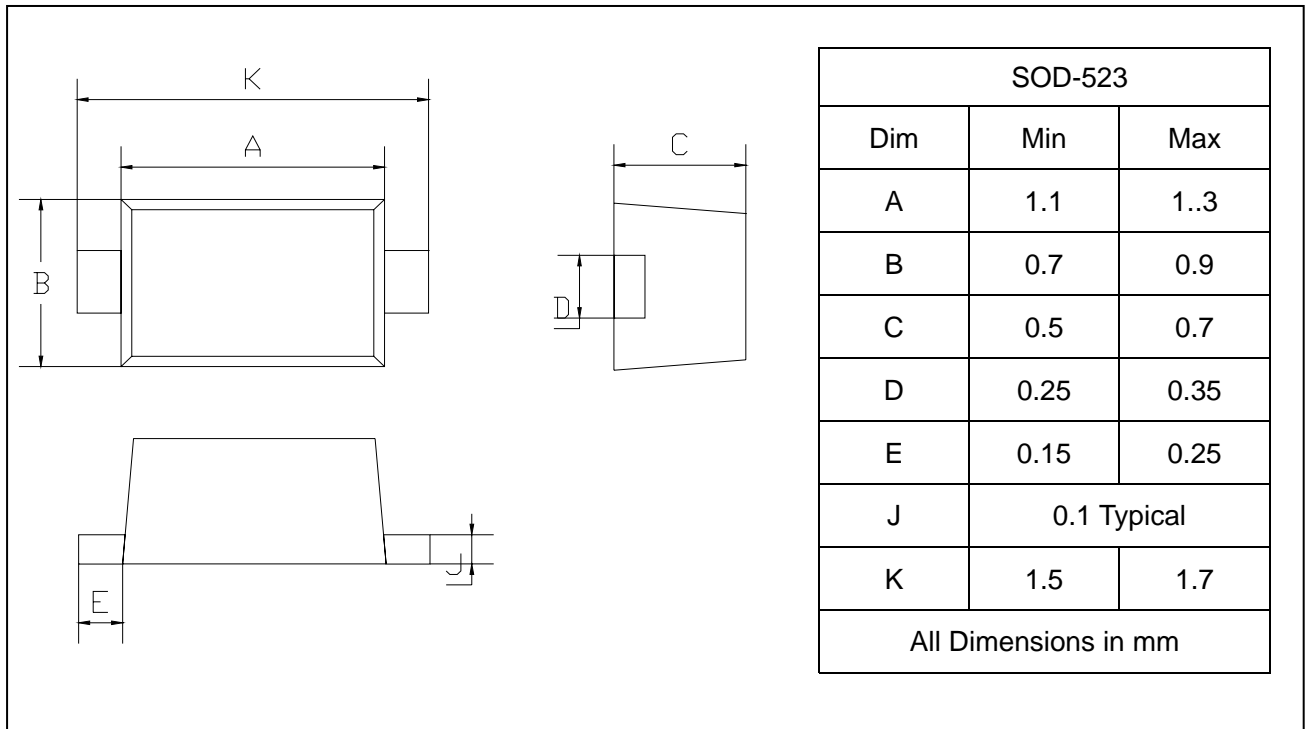 K
A
B
C
D
E
J
SOD-523
Dim Min Max
A 1.1 1..3
B 0.7 0.9
C 0.5 0.7
D 0.25 0.35
E 0.15 0.25
J 0.1 Typical
K 1.5 1.7
All Dimensions in mm